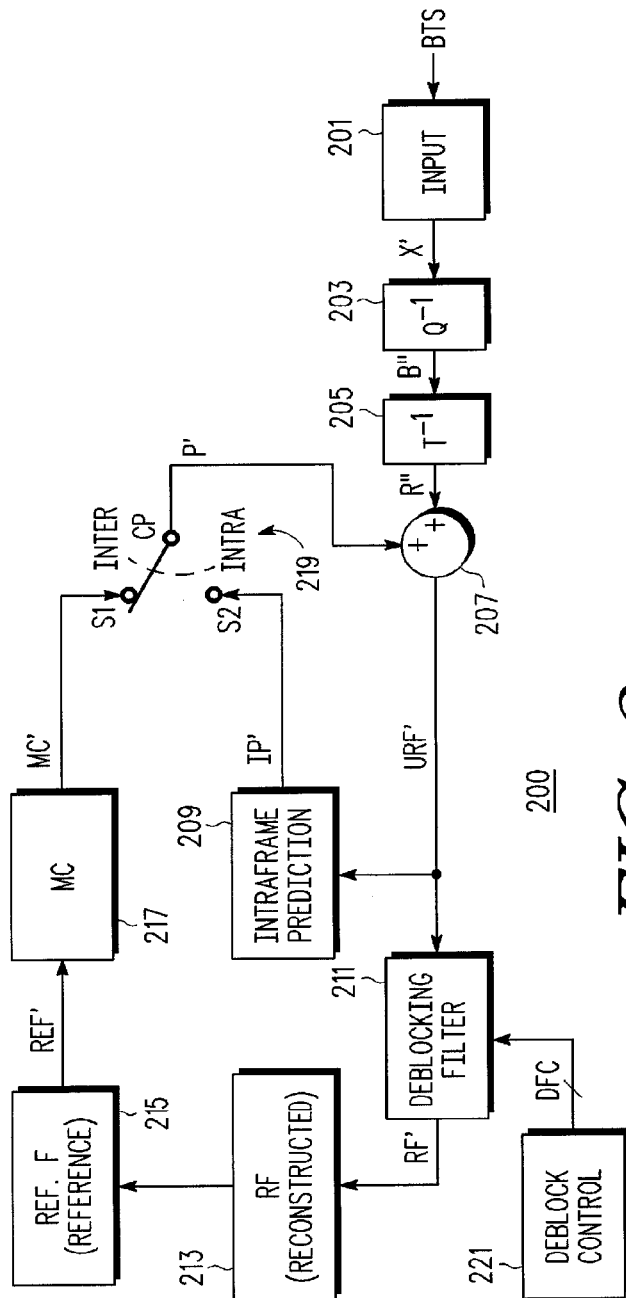 REF. F
(REFERENCE)
215
REF'
MC
217
MC'
S1
INTER
CP
P'
S2
INTRA
219
213
RF
(RECONSTRUCTED)
209
INTRAFRAME
PREDICTION
IP'
205
203
201
RF'
211
DEBLOCKING
FILTER
URF'
+
+
207
R"
T⁻¹
B"
Q⁻¹
X'
INPUT
BTS
221
DEBLOCK
CONTROL
DFC
200
FIG.